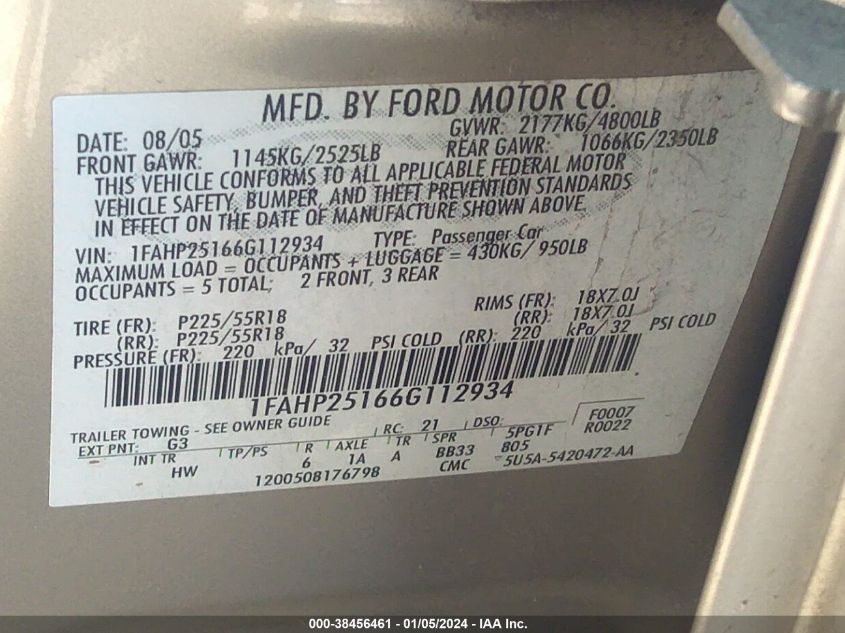 MFD. BY FORD MOTOR CO.
DATE: 08/05 GVWR: 2177KG/4800LB
FRONT GAWR: 1145KG/2525LB REAR GAWR: 1066KG/2350LB
THIS VEHICLE CONFORMS TO ALL APPLICABLE FEDERAL MOTOR
VEHICLE SAFETY, BUMPER, AND THEFT PREVENTION STANDARDS
IN EFFECT ON THE DATE OF MANUFACTURE SHOWN ABOVE.
VIN: 1FAHP25166G112934 TYPE: Passenger Car
MAXIMUM LOAD = OCCUPANTS + LUGGAGE = 430KG/ 950LB
OCCUPANTS = 5 TOTAL; 2 FRONT, 3 REAR
TIRE (FR): P225/55R18 RIMS (FR): 18X7.0J
(RR): P225/55R18 (RR): 18X7.0J
PRESSURE (FR): 220 kPa/ 32 PSI COLD (RR): 220 kPa/ 32 PSI COLD
1FAHP25166G112934
TRAILER TOWING - SEE OWNER GUIDE
EXT PNT: G3 RC: 21 DSO: F0007
INT TR TP/PS R AXLE TR SPR 5PG1F R0022
HW 6 1A A BB33 805
1200508176798 CMC 5U5A-5420472-AA
000-38456461 - 01/05/2024 - IAA Inc.